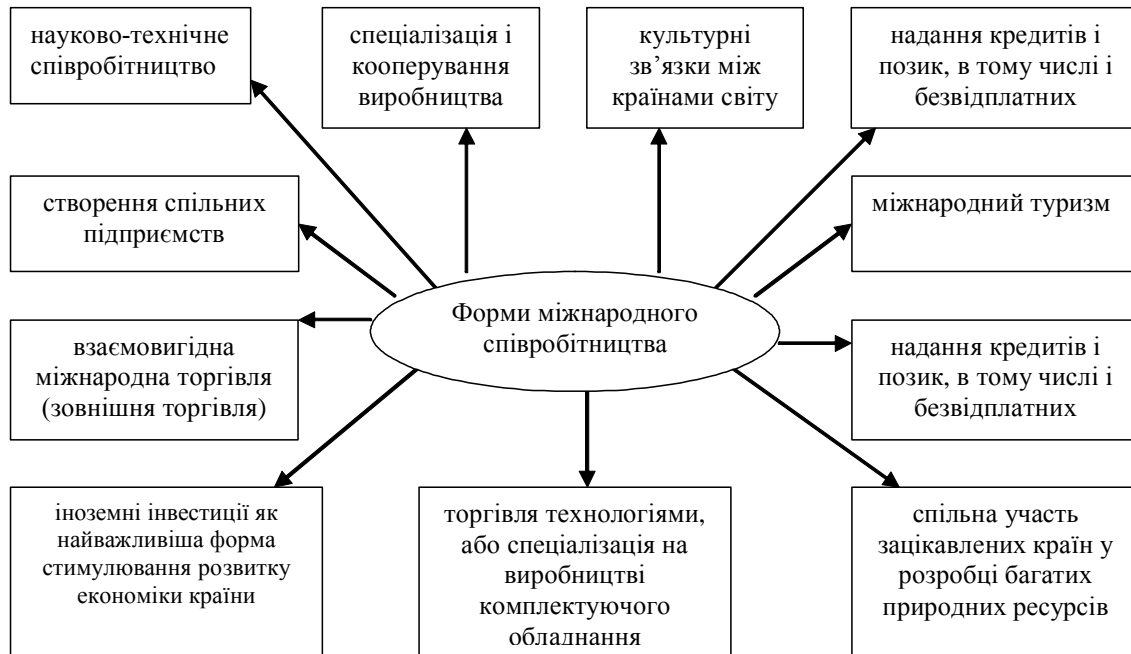 науково-технічне
співробітництво
спеціалізація і
кооперування
виробництва
культурні
зв’язки між
країнами світу
надання кредитів і
позик, в тому числі і
безвідплатних
створення спільних
підприємств
міжнародний туризм
Форми міжнародного
співробітництва
взаємовигідна
міжнародна торгівля
(зовнішня торгівля)
надання кредитів і
позик, в тому числі і
безвідплатних
іноземні інвестиції як
найважливіша форма
стимулювання розвитку
економіки країни
торгівля технологіями,
або спеціалізація на
виробництві
комплектуючого
обладнання
спільна участь
зацікавлених країн у
розробці багатих
природних ресурсів